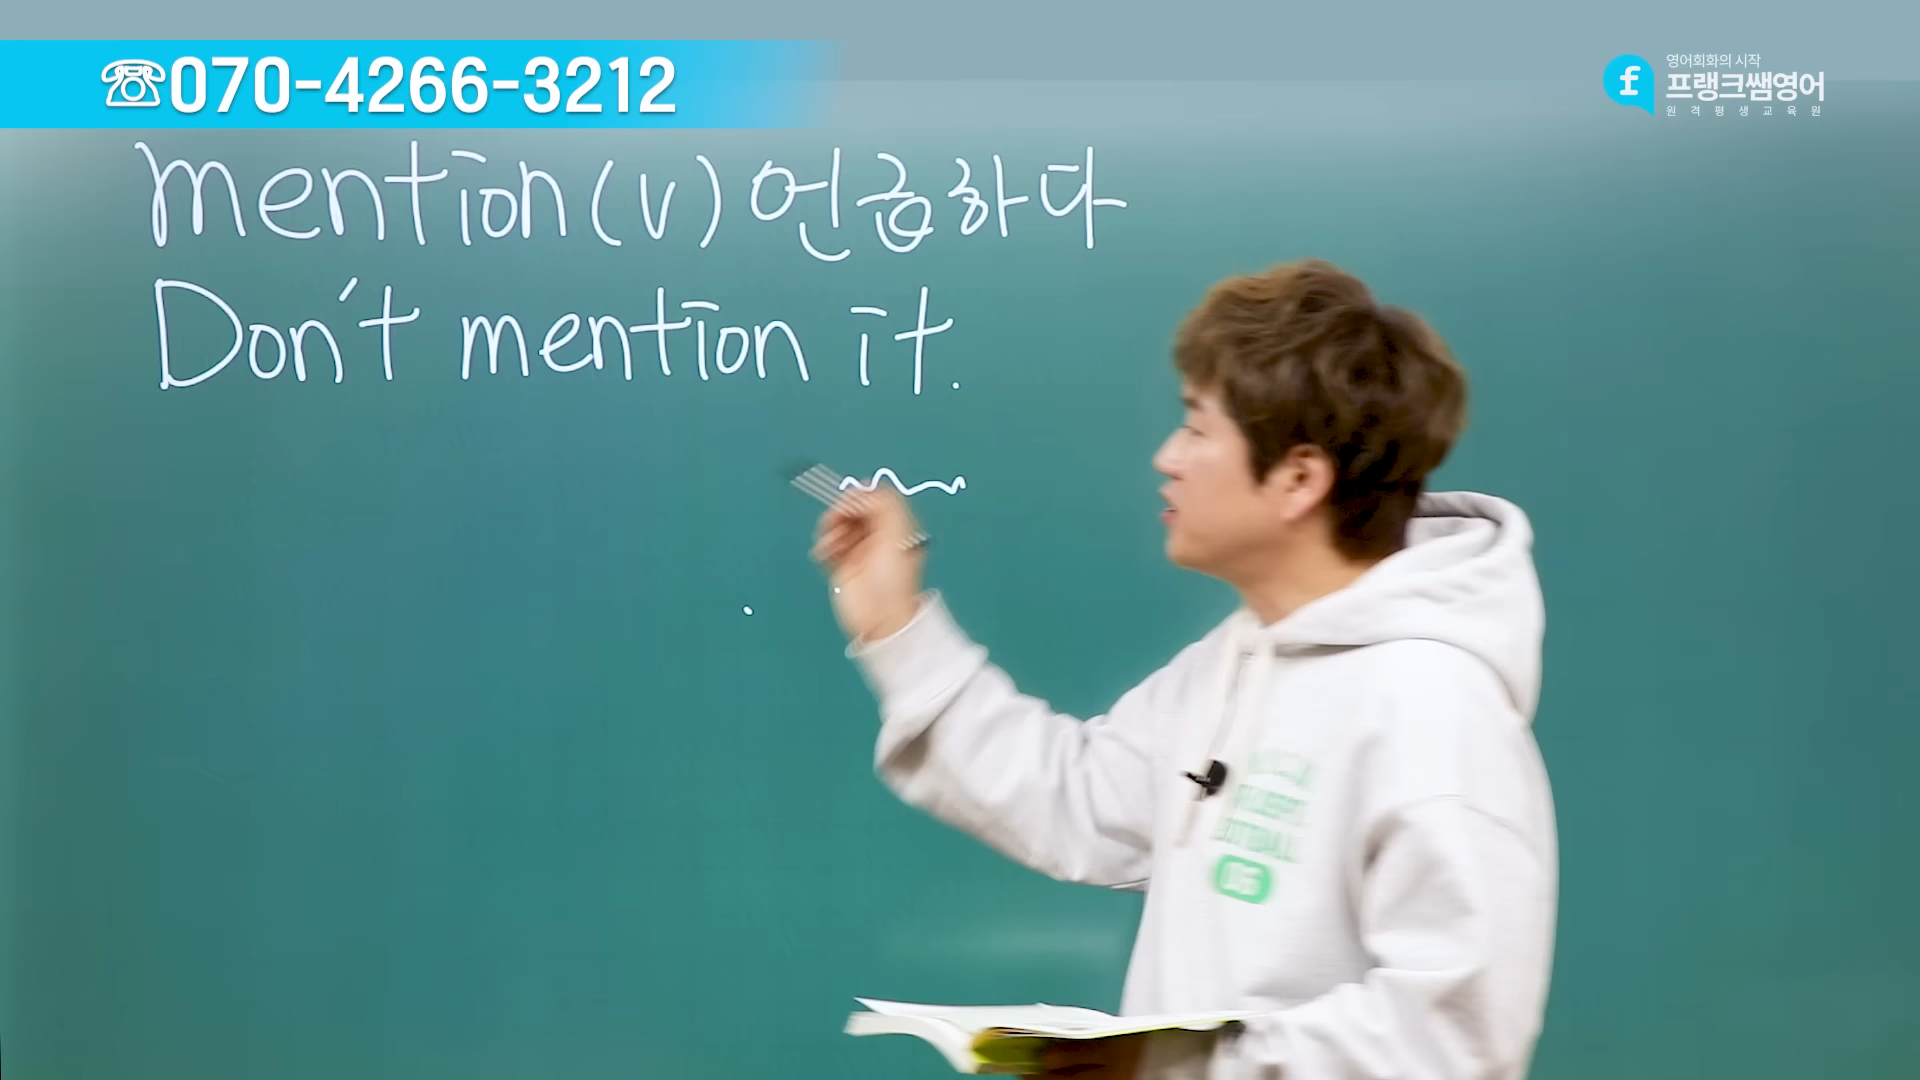 ☏070-4266-3212
영어회화의 시작
프랭크쌤영어
원격평생교육원
mention(v) 언급하다
Don't mention it.
06